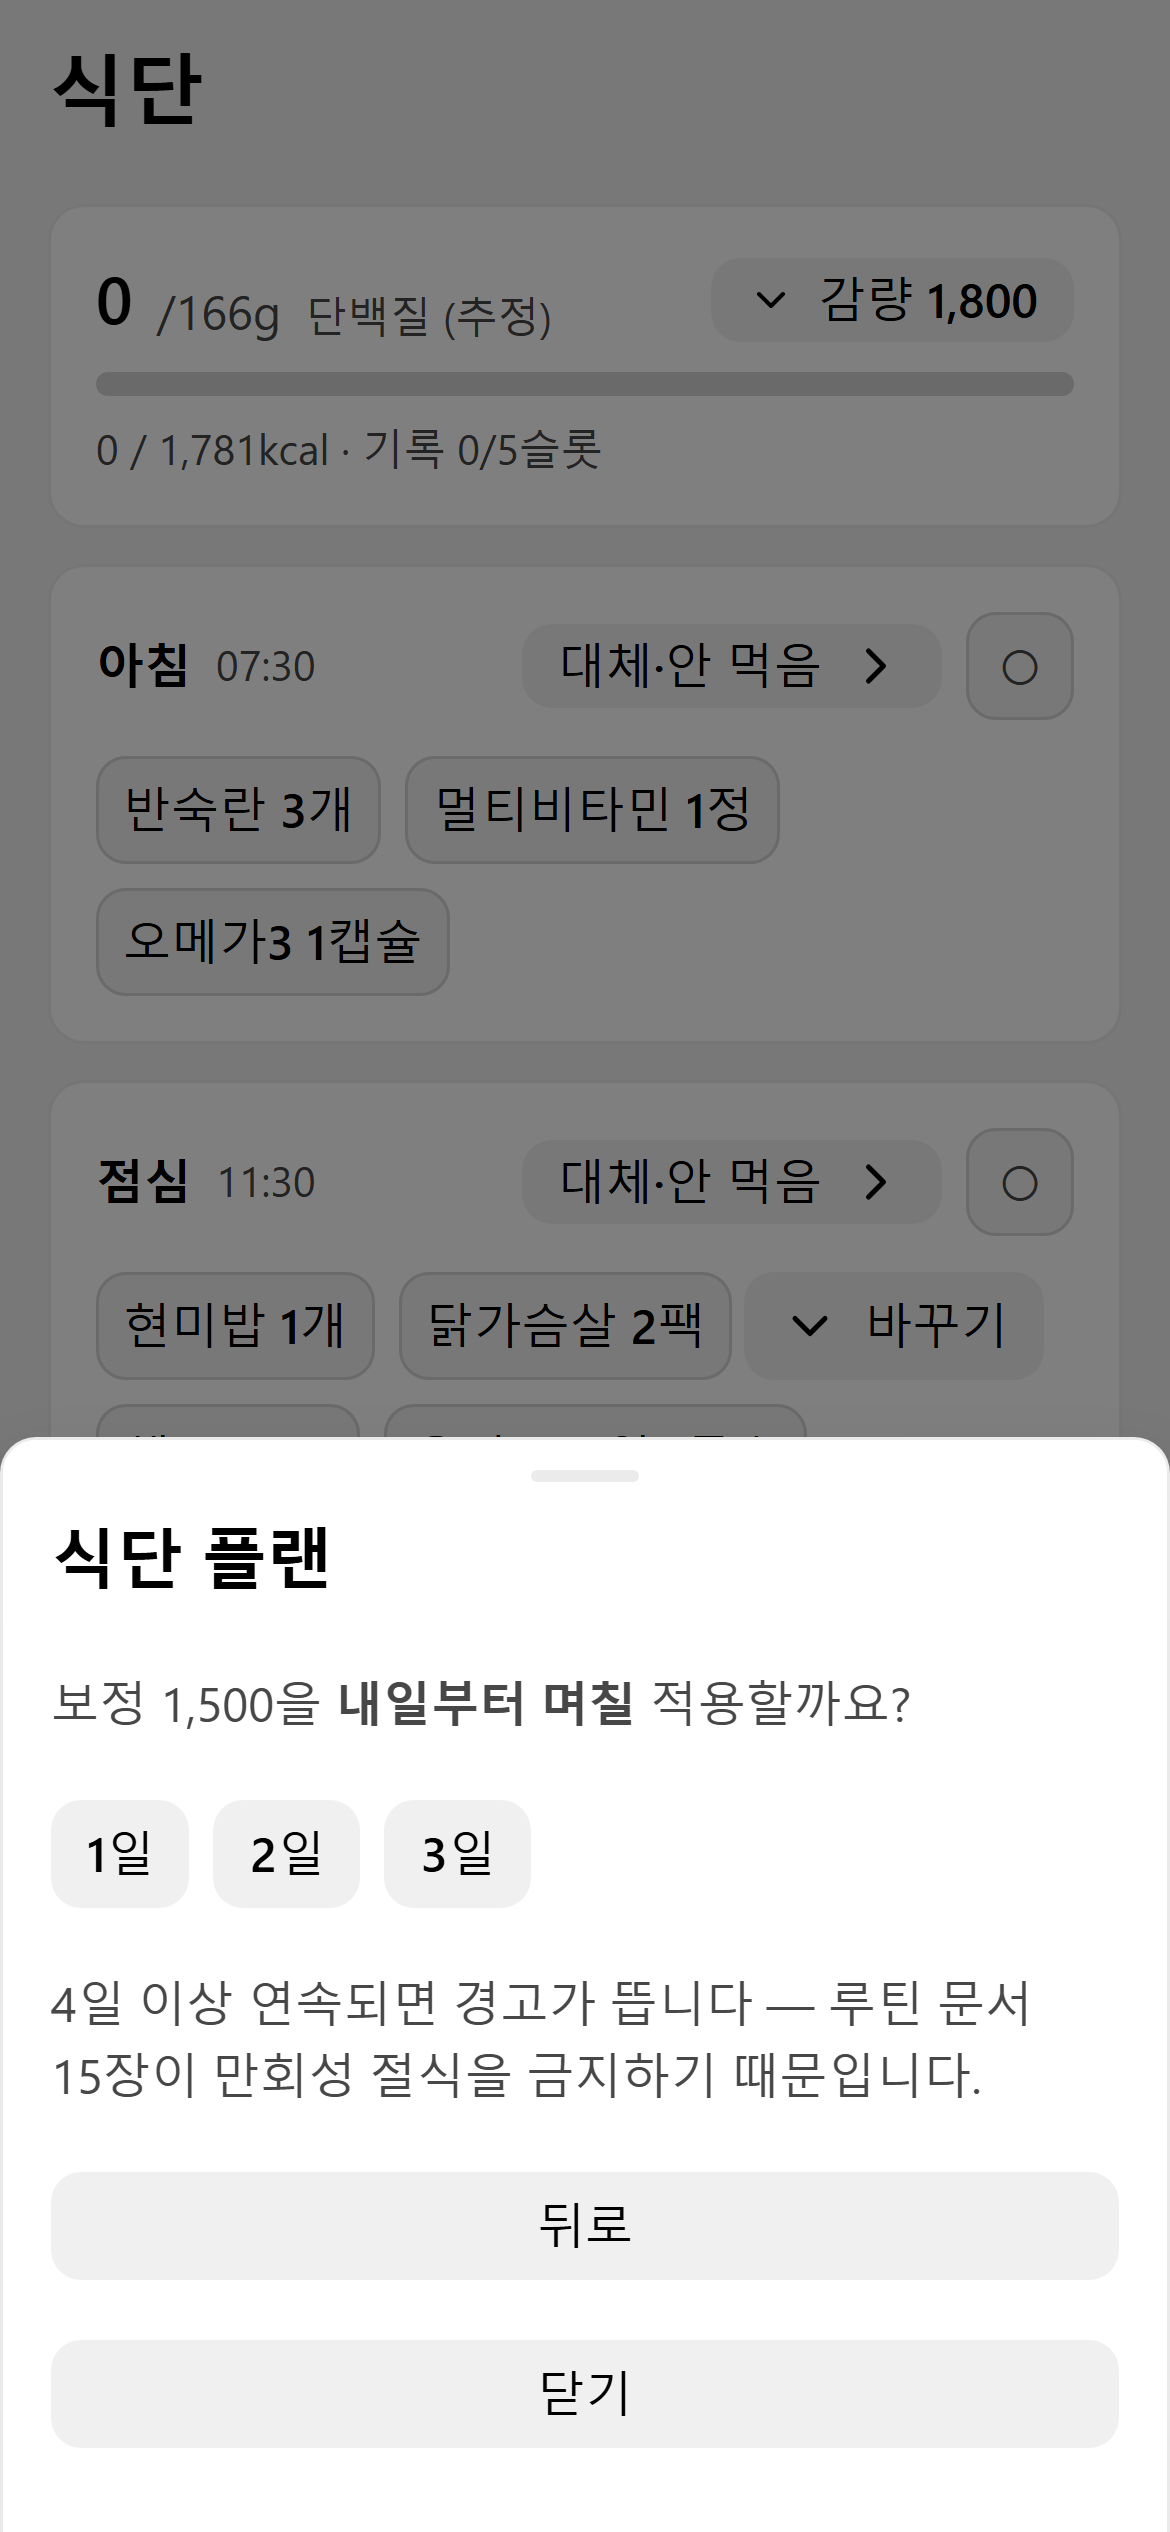 식단
0 /166g 단백질 (추정) 감량 1,800
0 / 1,781kcal · 기록 0/5슬롯
아침 07:30 대체·안 먹음
반숙란 3개 멀티비타민 1정
오메가3 1캡슐
점심 11:30 대체·안 먹음
현미밥 1개 닭가슴살 2팩 바꾸기
식단 플랜
보정 1,500을 내일부터 며칠 적용할까요?
1일 2일 3일
4일 이상 연속되면 경고가 뜹니다 — 루틴 문서
15장이 만회성 절식을 금지하기 때문입니다.
뒤로
닫기